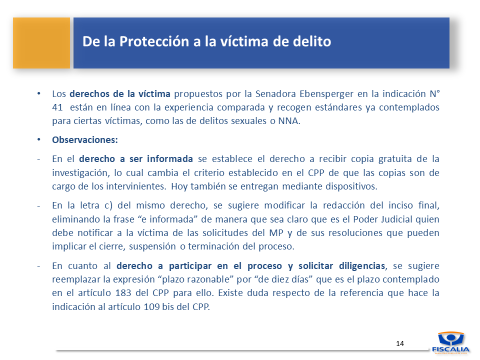 De la Protección a la víctima de delito
• Los derechos de la víctima propuestos por la Senadora Ebensperger en la indicación N°
41 están en línea con la experiencia comparada y recogen estándares ya contemplados
para ciertas víctimas, como las de delitos sexuales o NNA.
• Observaciones:
- En el derecho a ser informada se establece el derecho a recibir copia gratuita de la
investigación, lo cual cambia el criterio establecido en el CPP de que las copias son de
cargo de los intervinientes. Hoy también se entregan mediante dispositivos.
- En la letra c) del mismo derecho, se sugiere modificar la redacción del inciso final,
eliminando la frase “e informada” de manera que sea claro que es el Poder Judicial quien
debe notificar a la víctima de las solicitudes del MP y de sus resoluciones que pueden
implicar el cierre, suspensión o terminación del proceso.
- En cuanto al derecho a participar en el proceso y solicitar diligencias, se sugiere
reemplazar la expresión “plazo razonable” por “de diez días” que es el plazo contemplado
en el artículo 183 del CPP para ello. Existe duda respecto de la referencia que hace la
indicación al artículo 109 bis del CPP.
14
FISCALIA